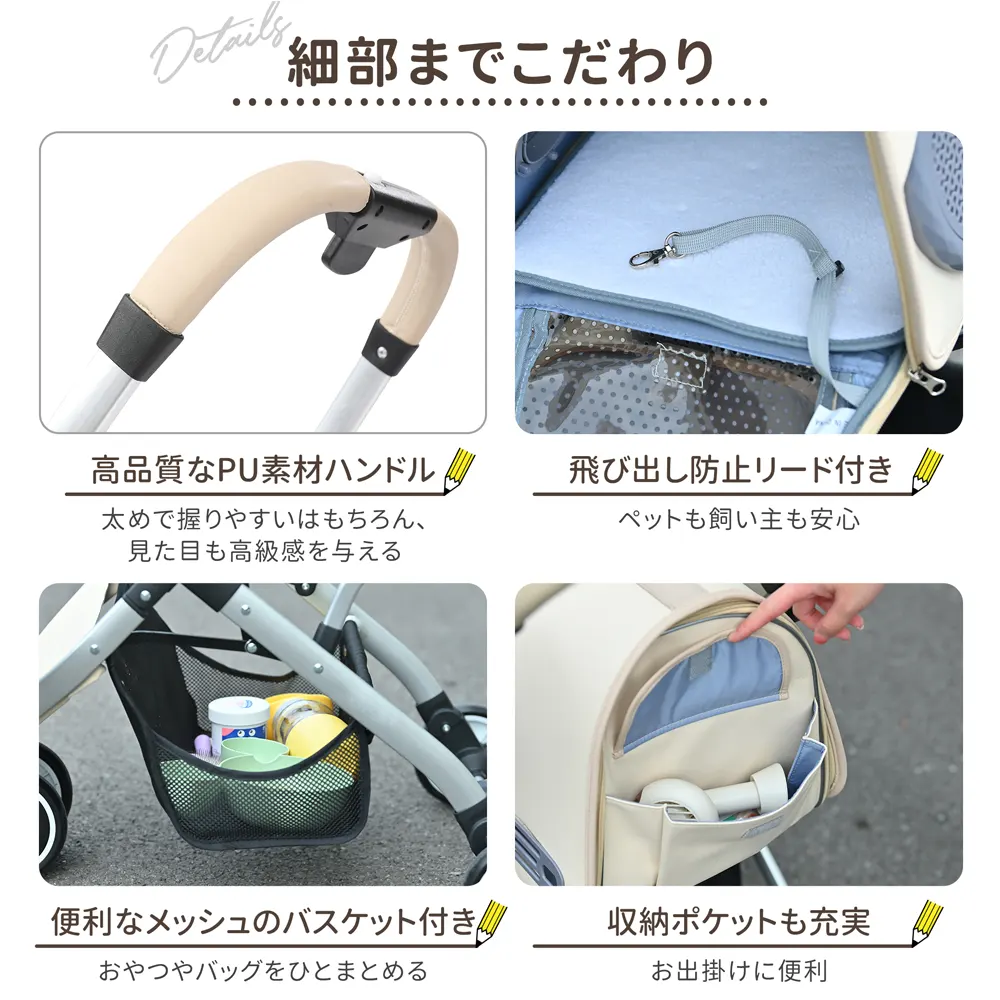 Details
細部までこだわり
高品質なPU素材ハンドル
太めで握りやすいはもちろん、
見た目も高級感を与える
飛び出し防止リード付き
ペットも飼い主も安心
便利なメッシュのバスケット付き
おやつやバッグをひとまとめる
収納ポケットも充実
お出掛けに便利